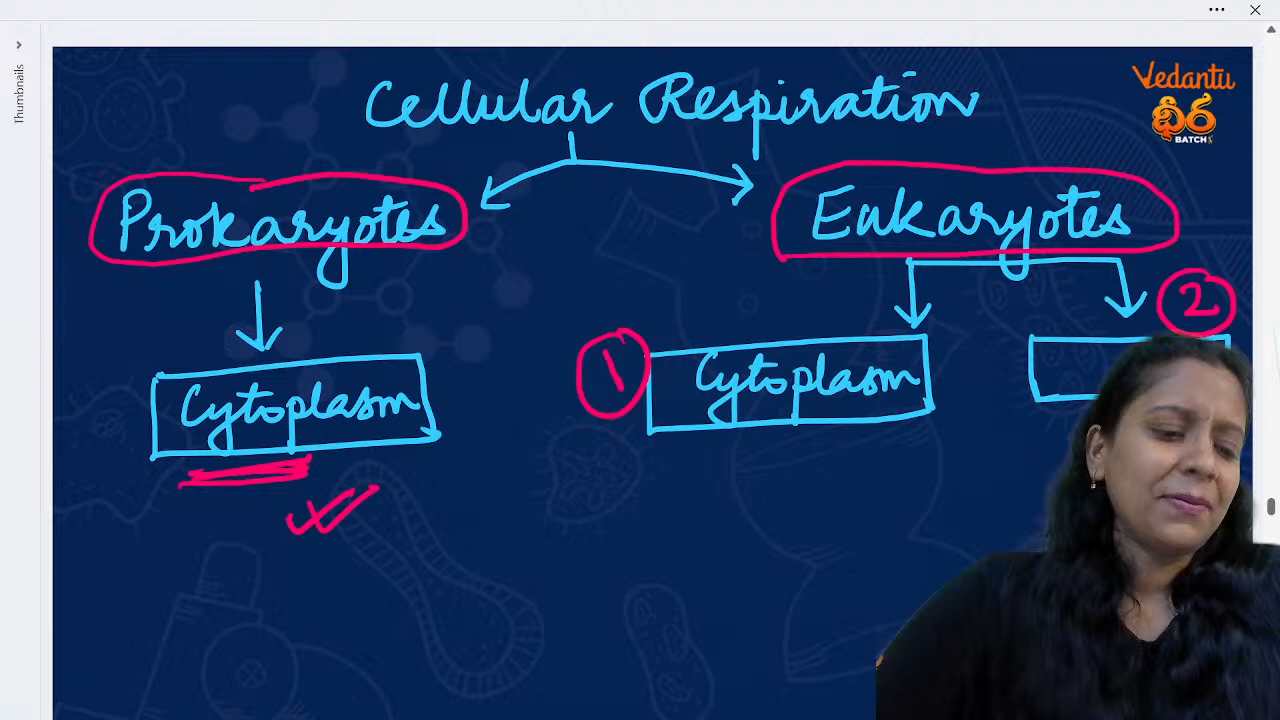 Thumbnails
Vedantu
ధీర
BATCH
Cellular Respiration
Prokaryotes
Eukaryotes
2
1
Cytoplasm
Cytoplasm